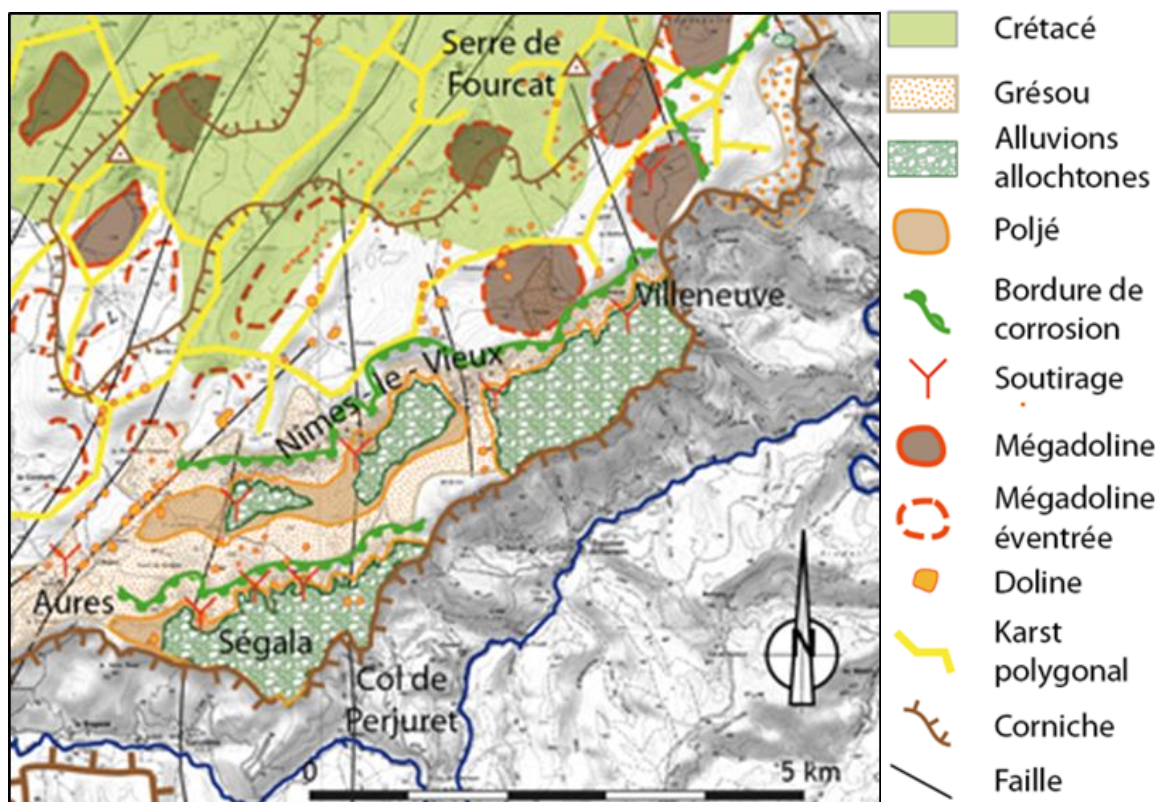 Serre de
Fourcat
Villeneuve
Nîmes - le - Vieux
Aures
Ségala
Col de
Perjuret
N
0
5 km
Crétacé
Grésou
Alluvions
allochtones
Poljé
Bordure de
corrosion
Soutirage
Mégadoline
Mégadoline
éventrée
Doline
Karst
polygonal
Corniche
Faille